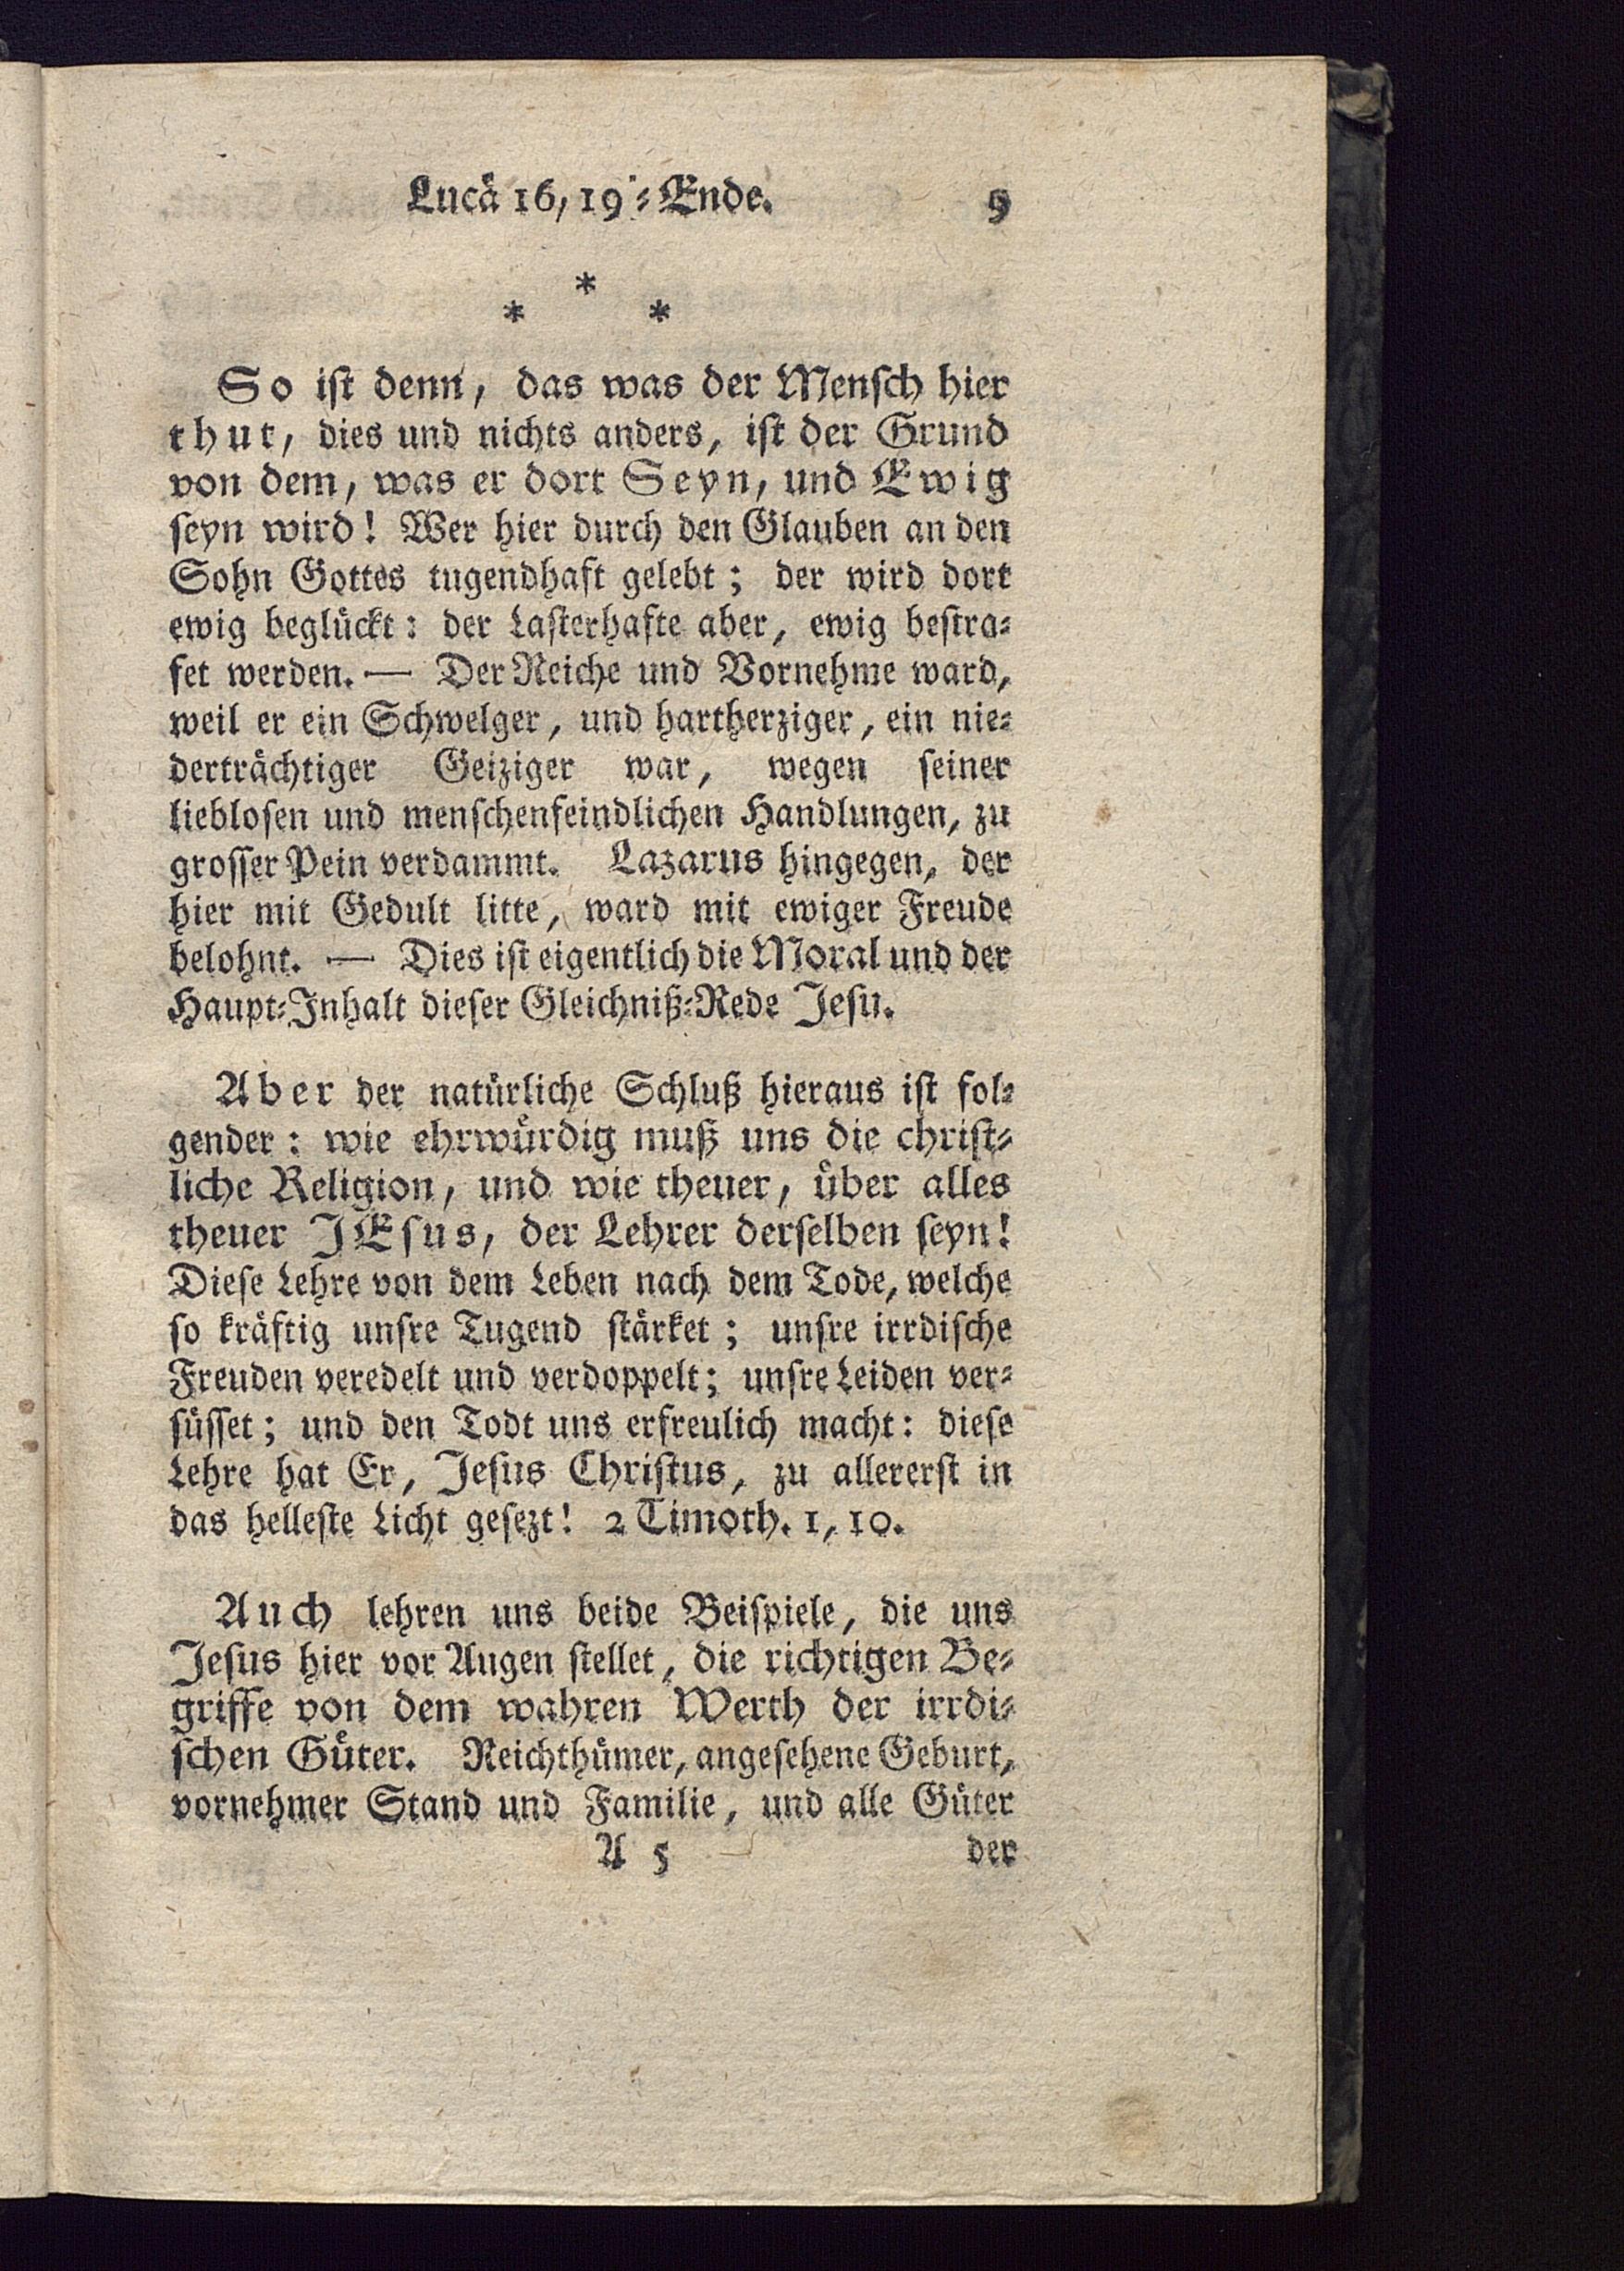 Lucä 16, 19 ⸗ Ende. 9
*
* *
So ist denn, das was der Mensch hier
thut, dies und nichts anders, ist der Grund
von dem, was er dort Seyn, und Ewig
seyn wird! Wer hier durch den Glauben an den
Sohn Gottes tugendhaft gelebt; der wird dort
ewig beglückt: der Lasterhafte aber, ewig bestra⸗
fet werden. — Der Reiche und Vornehme ward,
weil er ein Schwelger, und hartherziger, ein nie⸗
derträchtiger Geiziger war, wegen seiner
lieblosen und menschenfeindlichen Handlungen, zu
grosser Pein verdammt. Lazarus hingegen, der
hier mit Gedult litte, ward mit ewiger Freude
belohnt. — Dies ist eigentlich die Moral und der
Haupt⸗Inhalt dieser Gleichniß⸗Rede Jesu.
Aber der natürliche Schluß hieraus ist fol⸗
gender: wie ehrwürdig muß uns die christ⸗
liche Religion, und wie theuer, über alles
theuer JEsus, der Lehrer derselben seyn!
Diese Lehre von dem Leben nach dem Tode, welche
so kräftig unsre Tugend stärket; unsre irrdische
Freuden veredelt und verdoppelt; unsre Leiden ver⸗
süsset; und den Todt uns erfreulich macht: diese
Lehre hat Er, Jesus Christus, zu allererst in
das helleste Licht gesezt! 2 Timoth. 1, 10.
Auch lehren uns beide Beispiele, die uns
Jesus hier vor Augen stellet, die richtigen Be⸗
griffe von dem wahren Werth der irrdi⸗
schen Güter. Reichthümer, angesehene Geburt,
vornehmer Stand und Familie, und alle Güter
A 5 der